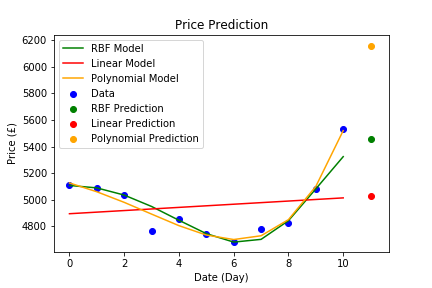 Price Prediction
6200
6000
5800
5600
5400
5200
5000
4800
Price (£)
RBF Model
Linear Model
Polynomial Model
Data
RBF Prediction
Linear Prediction
Polynomial Prediction
0
2
4
6
8
10
Date (Day)